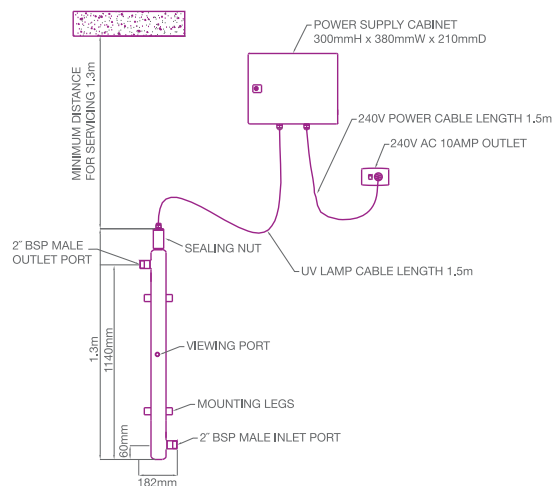 POWER SUPPLY CABINET
300mmH x 380mmW x 210mmD
MINIMUM DISTANCE
FOR SERVICING 1.3m
240V POWER CABLE LENGTH 1.5m
240V AC 10AMP OUTLET
2˝ BSP MALE
OUTLET PORT
SEALING NUT
UV LAMP CABLE LENGTH 1.5m
1.3m
1140mm
VIEWING PORT
MOUNTING LEGS
60mm
2˝ BSP MALE INLET PORT
182mm